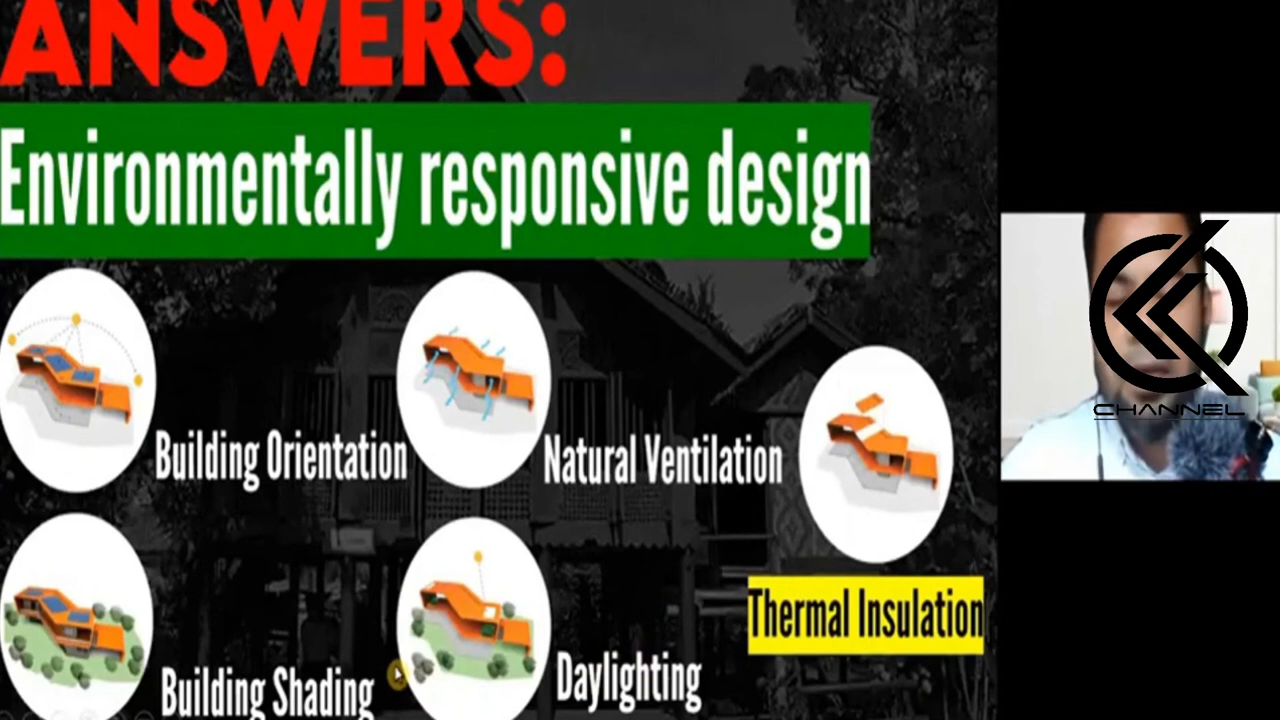 ANSWERS:
Environmentally responsive design
Building Orientation
Natural Ventilation
Thermal Insulation
Building Shading
Daylighting
CHANNEL